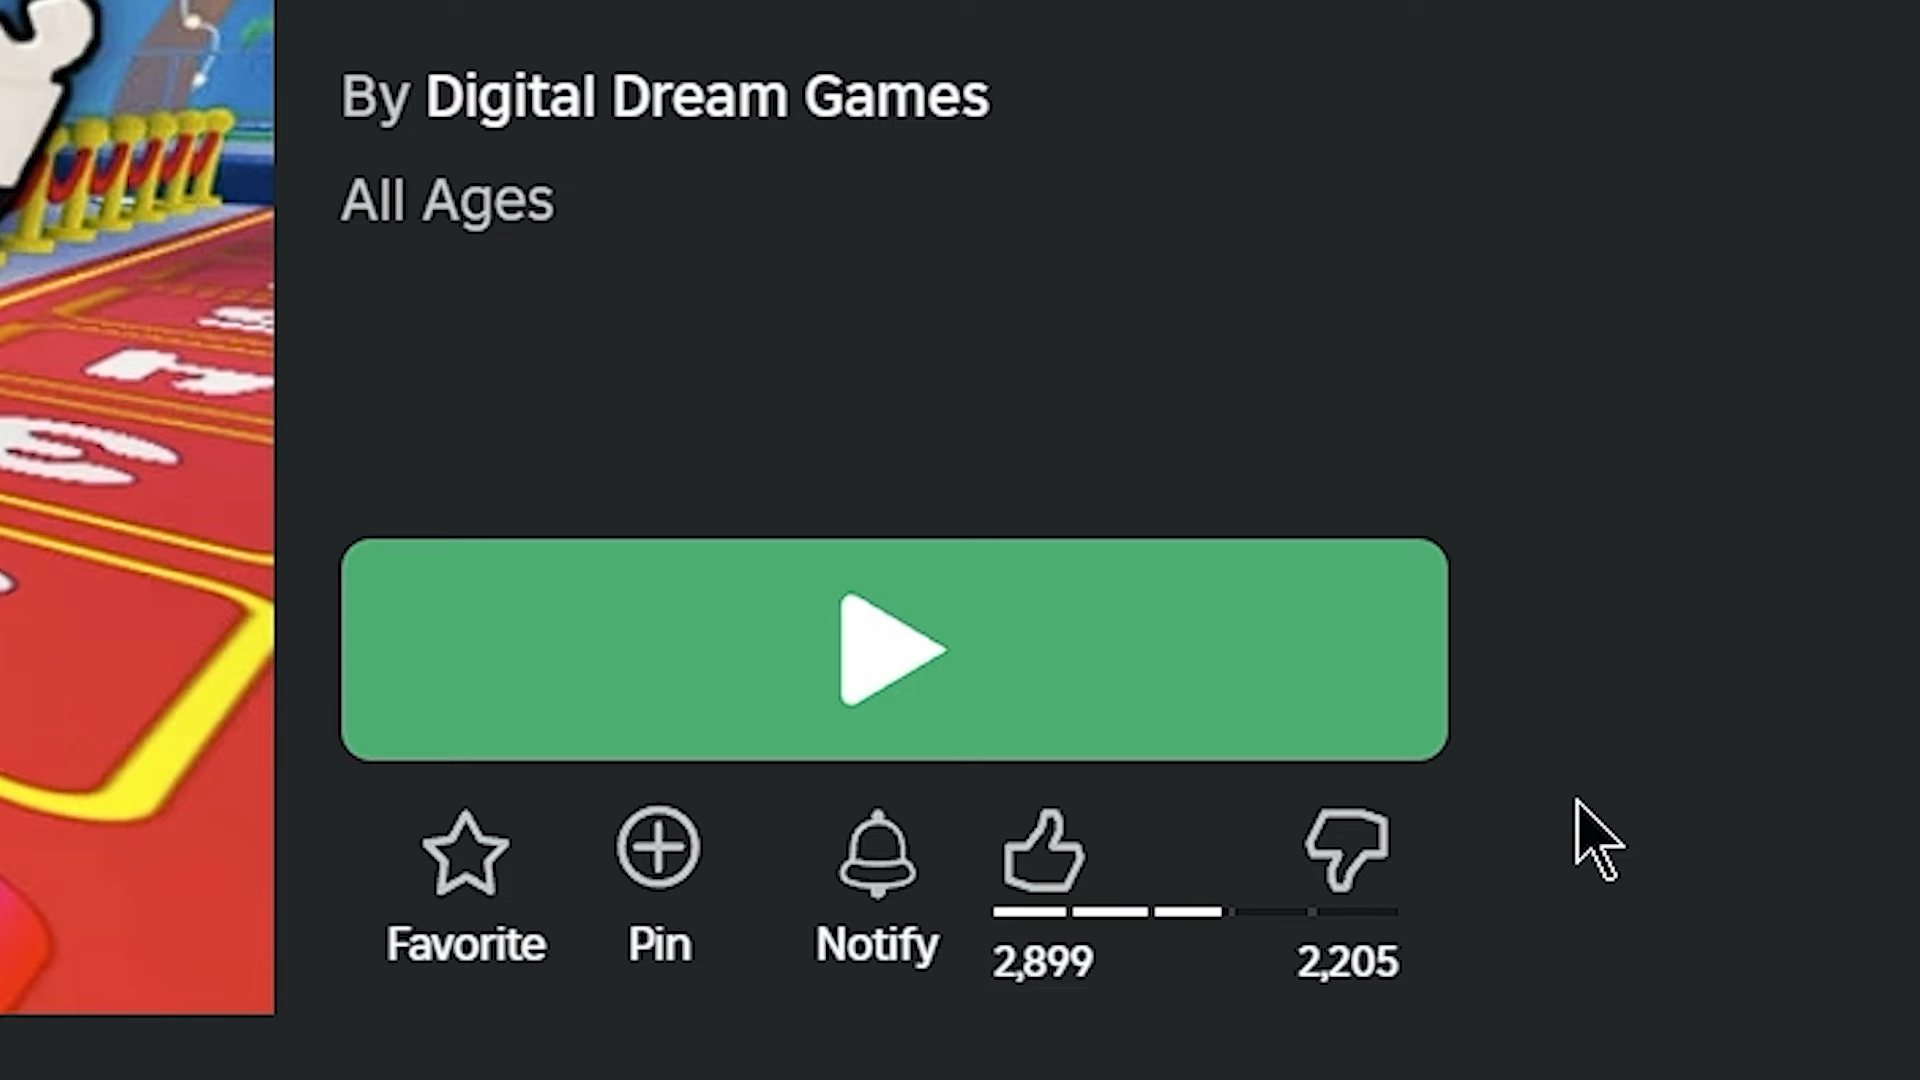 By Digital Dream Games
All Ages
Favorite
Pin
Notify
2,899
2,205